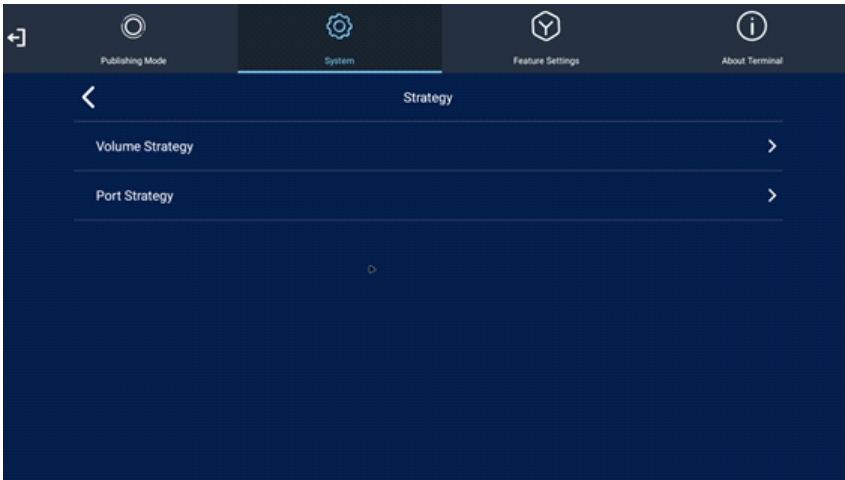 Publishing Mode
System
Feature Settings
About Terminal
Strategy
Volume Strategy
Port Strategy